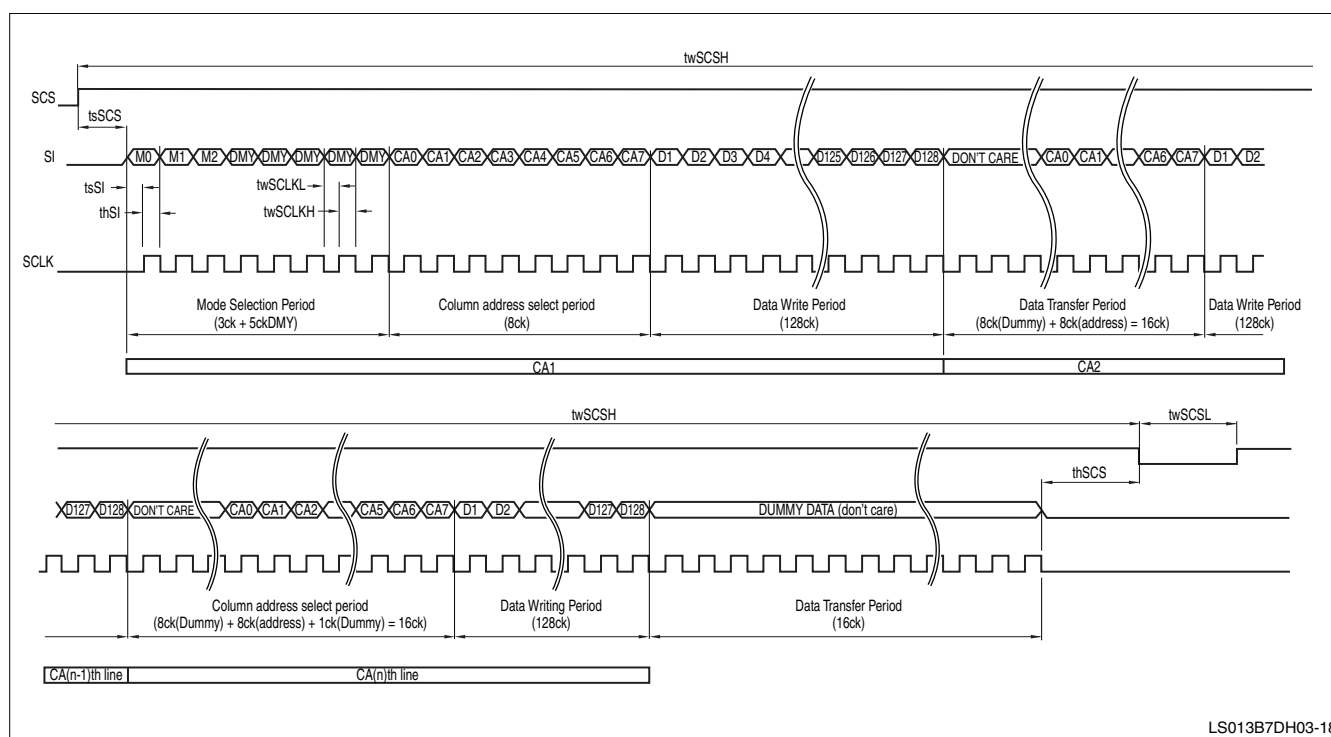 twSCSH
SCS
tsSCS
SI M0 M1 M2 DMY DMY DMY DMY DMY CA0 CA1 CA2 CA3 CA4 CA5 CA6 CA7 D1 D2 D3 D4 D125 D126 D127 D128 DON'T CARE CA0 CA1 CA6 CA7 D1 D2
tsSI twSCLKL
thSI twSCLKH
SCLK
Mode Selection Period
(3ck + 5ckDMY)
Column address select period
(8ck)
Data Write Period
(128ck)
Data Transfer Period
(8ck(Dummy) + 8ck(address) = 16ck)
Data Write Period
(128ck)
CA1 CA2
twSCSH twSCSL
thSCS
D127 D128 DON'T CARE CA0 CA1 CA2 CA5 CA6 CA7 D1 D2 D127 D128 DUMMY DATA (don't care)
Column address select period
(8ck(Dummy) + 8ck(address) + 1ck(Dummy) = 16ck)
Data Writing Period
(128ck)
Data Transfer Period
(16ck)
CA(n-1)th line CA(n)th line
LS013B7DH03-18